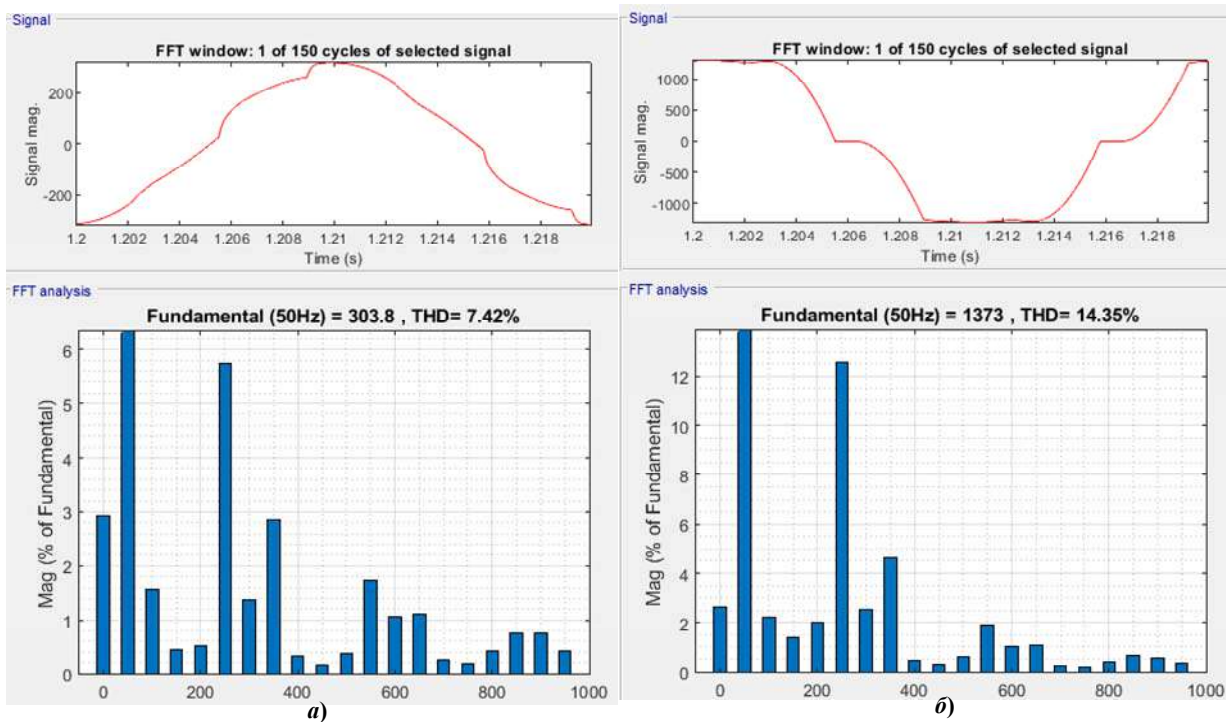 Signal
FFT window: 1 of 150 cycles of selected signal
Signal mag.
200
0
-200
1.2 1.202 1.204 1.206 1.208 1.21 1.212 1.214 1.216 1.218
Time (s)
FFT analysis
Fundamental (50Hz) = 303.8 , THD= 7.42%
Mag (% of Fundamental)
6
5
4
3
2
1
0
0 200 400 600 800 1000
а)
Signal
FFT window: 1 of 150 cycles of selected signal
Signal mag.
1000
500
0
-500
-1000
1.2 1.202 1.204 1.206 1.208 1.21 1.212 1.214 1.216 1.218
Time (s)
FFT analysis
Fundamental (50Hz) = 1373 , THD= 14.35%
Mag (% of Fundamental)
12
10
8
6
4
2
0
0 200 400 600 800 1000
б)